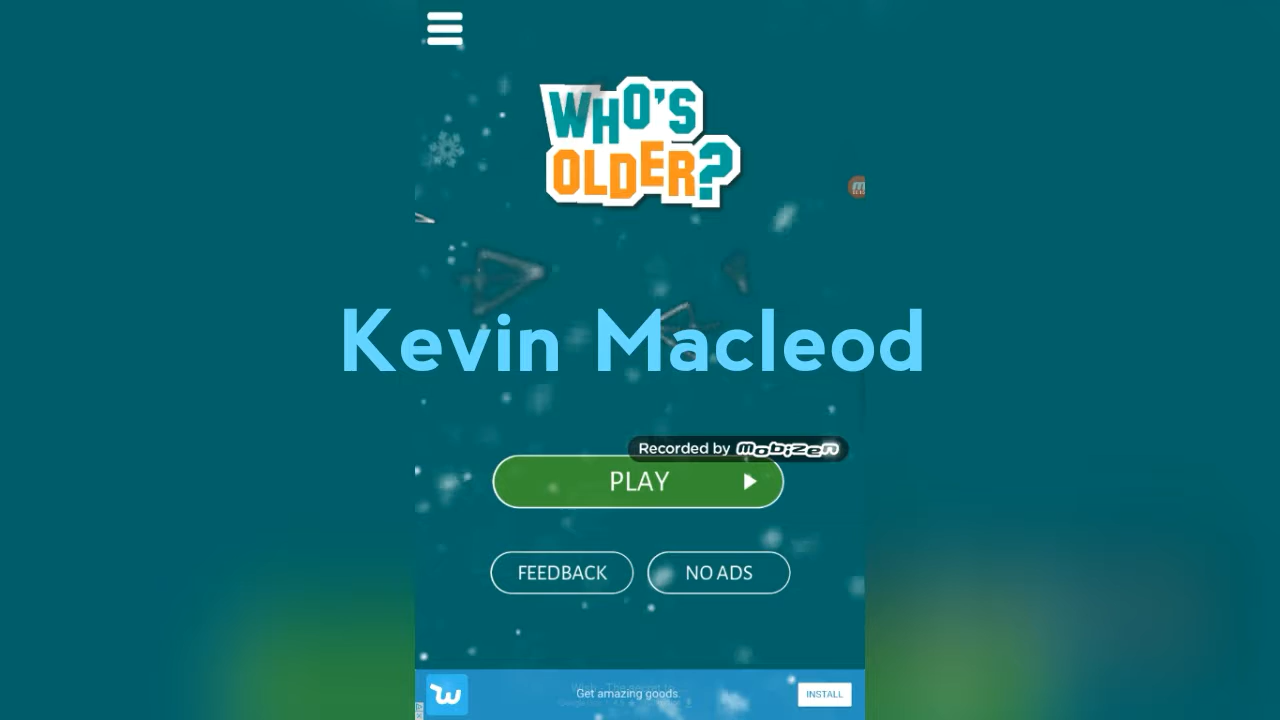 WHO'S
OLDER?
Kevin Macleod
Recorded by mobizen
PLAY
FEEDBACK
NO ADS
Get amazing goods.
INSTALL